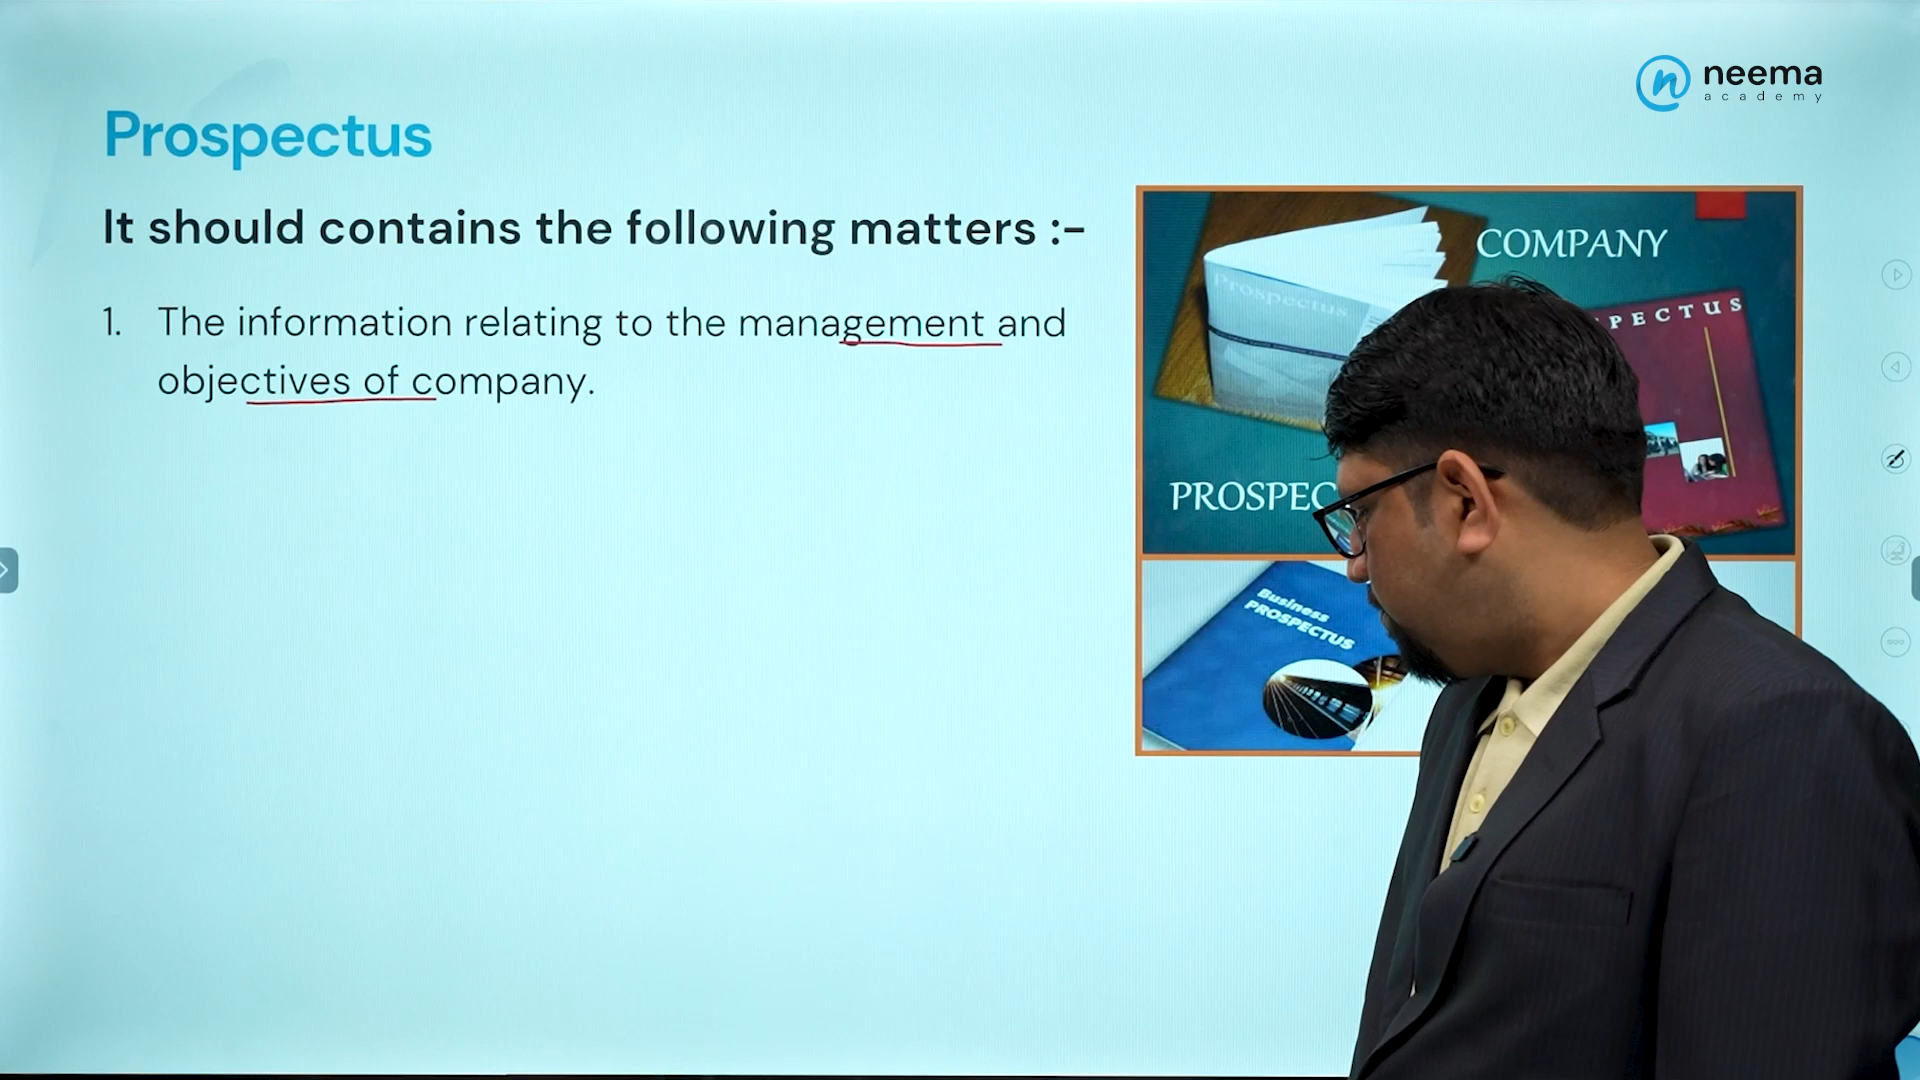 neema
academy
Prospectus
It should contains the following matters :-
1. The information relating to the management and
objectives of company.
COMPANY
Prospectus
PECTUS
PROSPEC
Business
PROSPECTUS